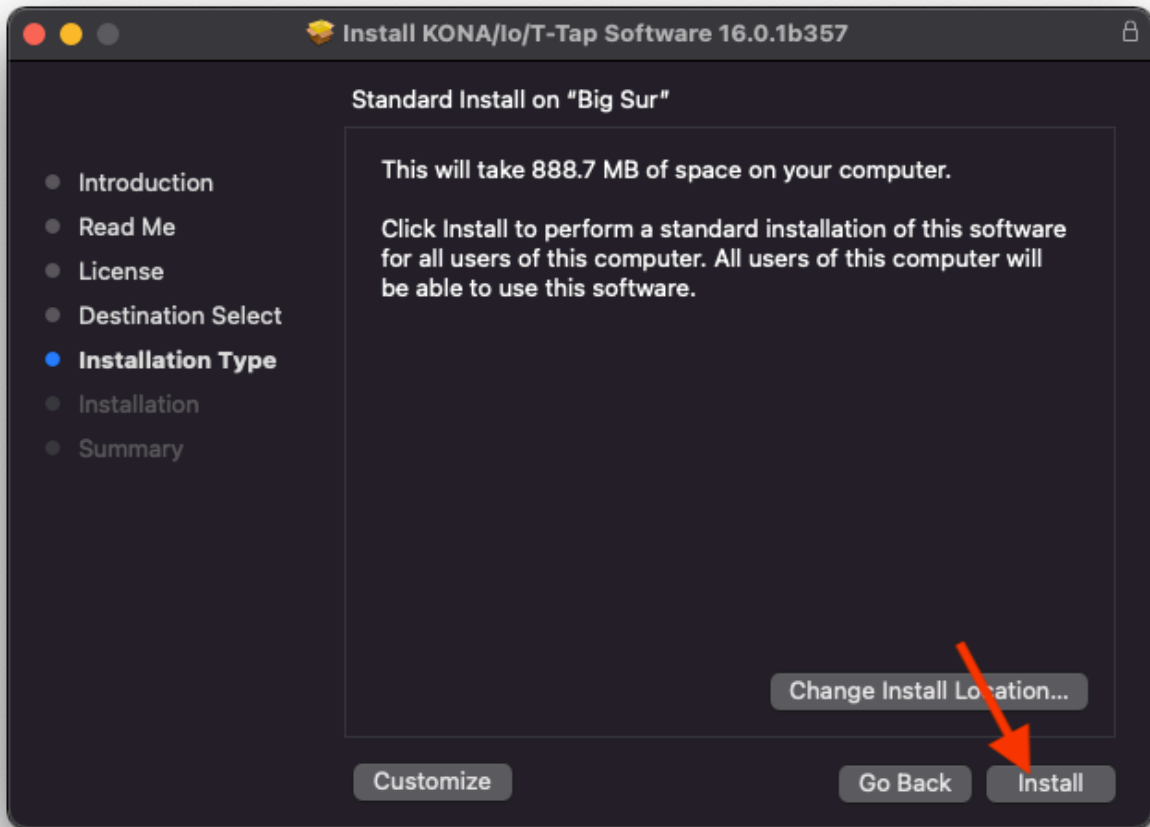 Install KONA/Io/T-Tap Software 16.0.1b357
Standard Install on “Big Sur”
Introduction
Read Me
License
Destination Select
Installation Type
Installation
Summary
This will take 888.7 MB of space on your computer.
Click Install to perform a standard installation of this software
for all users of this computer. All users of this computer will
be able to use this software.
Change Install Location...
Customize
Go Back
Install